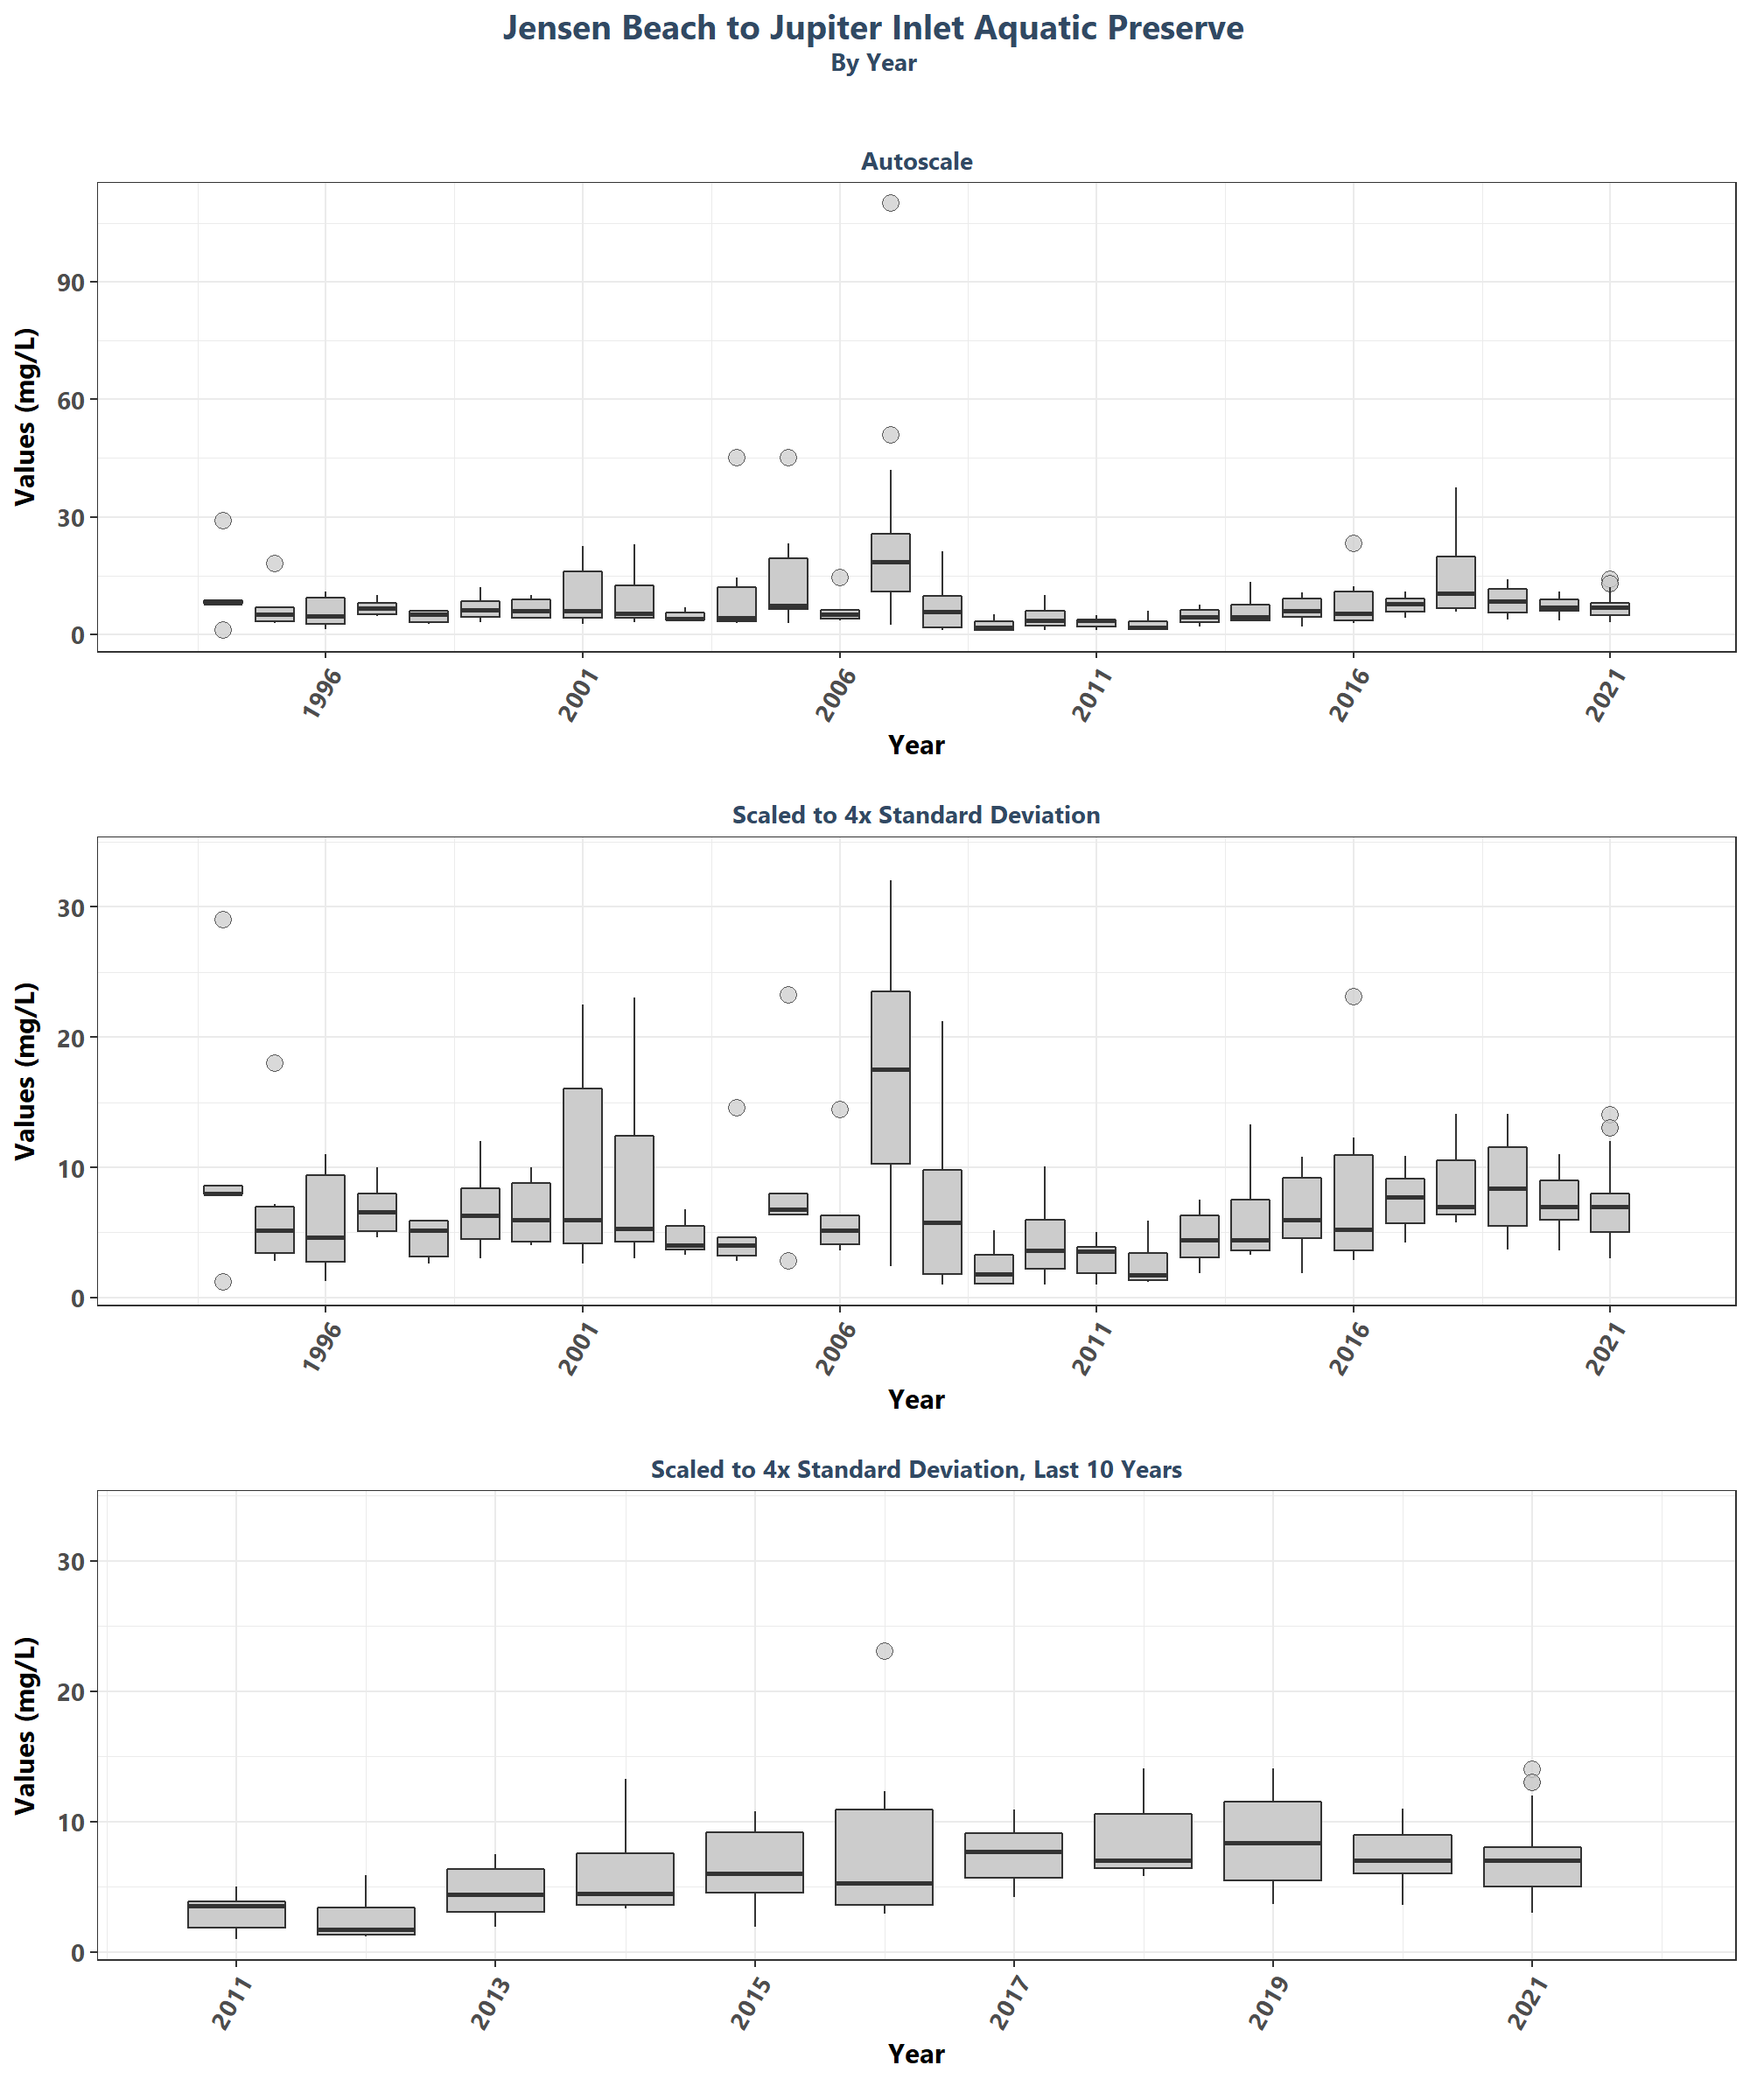 Jensen Beach to Jupiter Inlet Aquatic Preserve
By Year
Autoscale
Values (mg/L)
90
60
30
0
1996
2001
2006
2011
2016
2021
Year
Scaled to 4x Standard Deviation
Values (mg/L)
30
20
10
0
1996
2001
2006
2011
2016
2021
Year
Scaled to 4x Standard Deviation, Last 10 Years
Values (mg/L)
30
20
10
0
2011
2013
2015
2017
2019
2021
Year